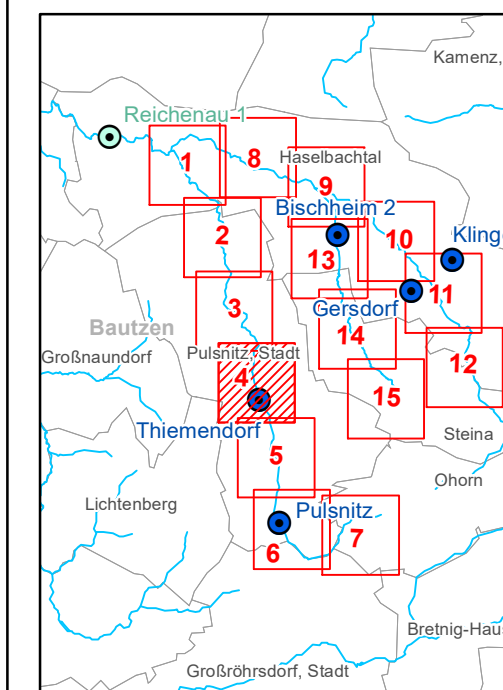 Kamenz,
Reichenau 1
1
8
Haselbachtal
9
Bischheim 2
2
10
Kling
13
11
3
Gersdorf
Bautzen
14
Pulsnitz, Stadt
Großnaundorf
12
4
15
Thiemendorf
Steina
5
Ohorn
Lichtenberg
Pulsnitz
7
6
Bretnig-Hau
Großröhrsdorf, Stadt